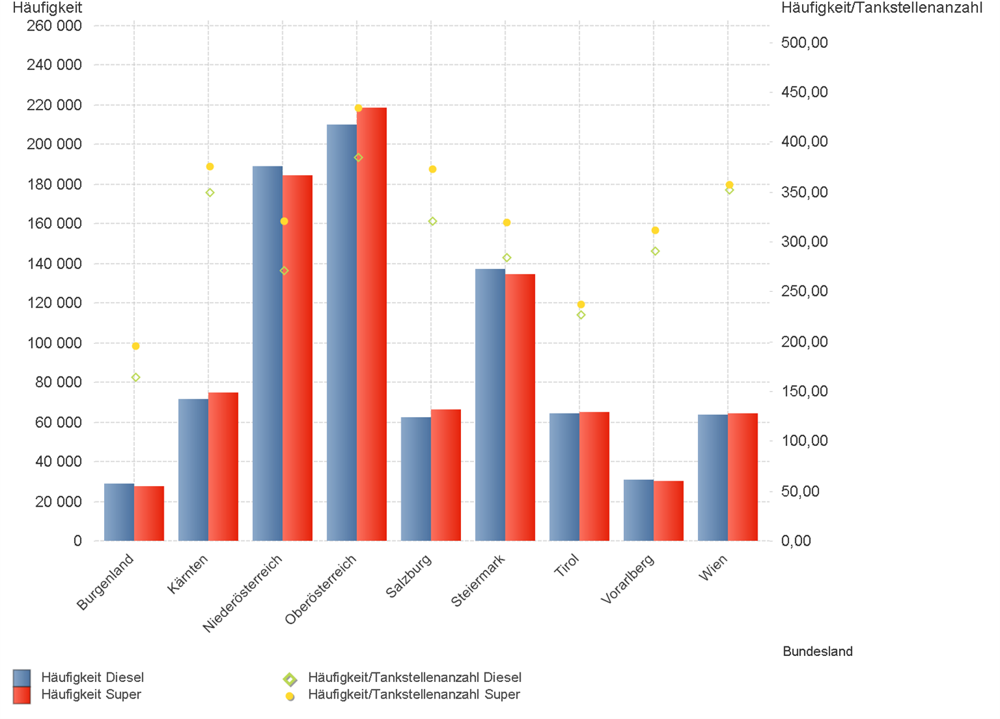 Häufigkeit
Häufigkeit/Tankstellenanzahl
260 000
240 000
220 000
200 000
180 000
160 000
140 000
120 000
100 000
80 000
60 000
40 000
20 000
0
500,00
450,00
400,00
350,00
300,00
250,00
200,00
150,00
100,00
50,00
0,00
Burgenland
Kärnten
Niederösterreich
Oberösterreich
Salzburg
Steiermark
Tirol
Vorarlberg
Wien
Bundesland
Häufigkeit Diesel
Häufigkeit Super
Häufigkeit/Tankstellenanzahl Diesel
Häufigkeit/Tankstellenanzahl Super